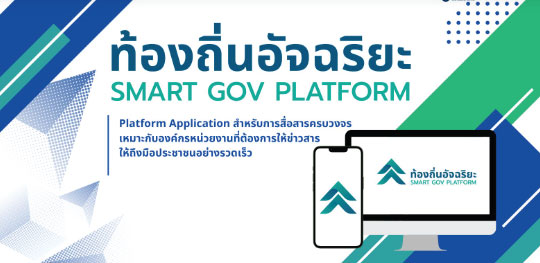 ท้องถิ่นอัจฉริยะ
SMART GOV PLATFORM
Platform Application สำหรับการสื่อสารครบวงจร
เหมาะกับองค์กรหน่วยงานที่ต้องการให้ข่าวสาร
ให้ถึงมือประชาชนอย่างรวดเร็ว
ท้องถิ่นอัจฉริยะ
SMART GOV PLATFORM